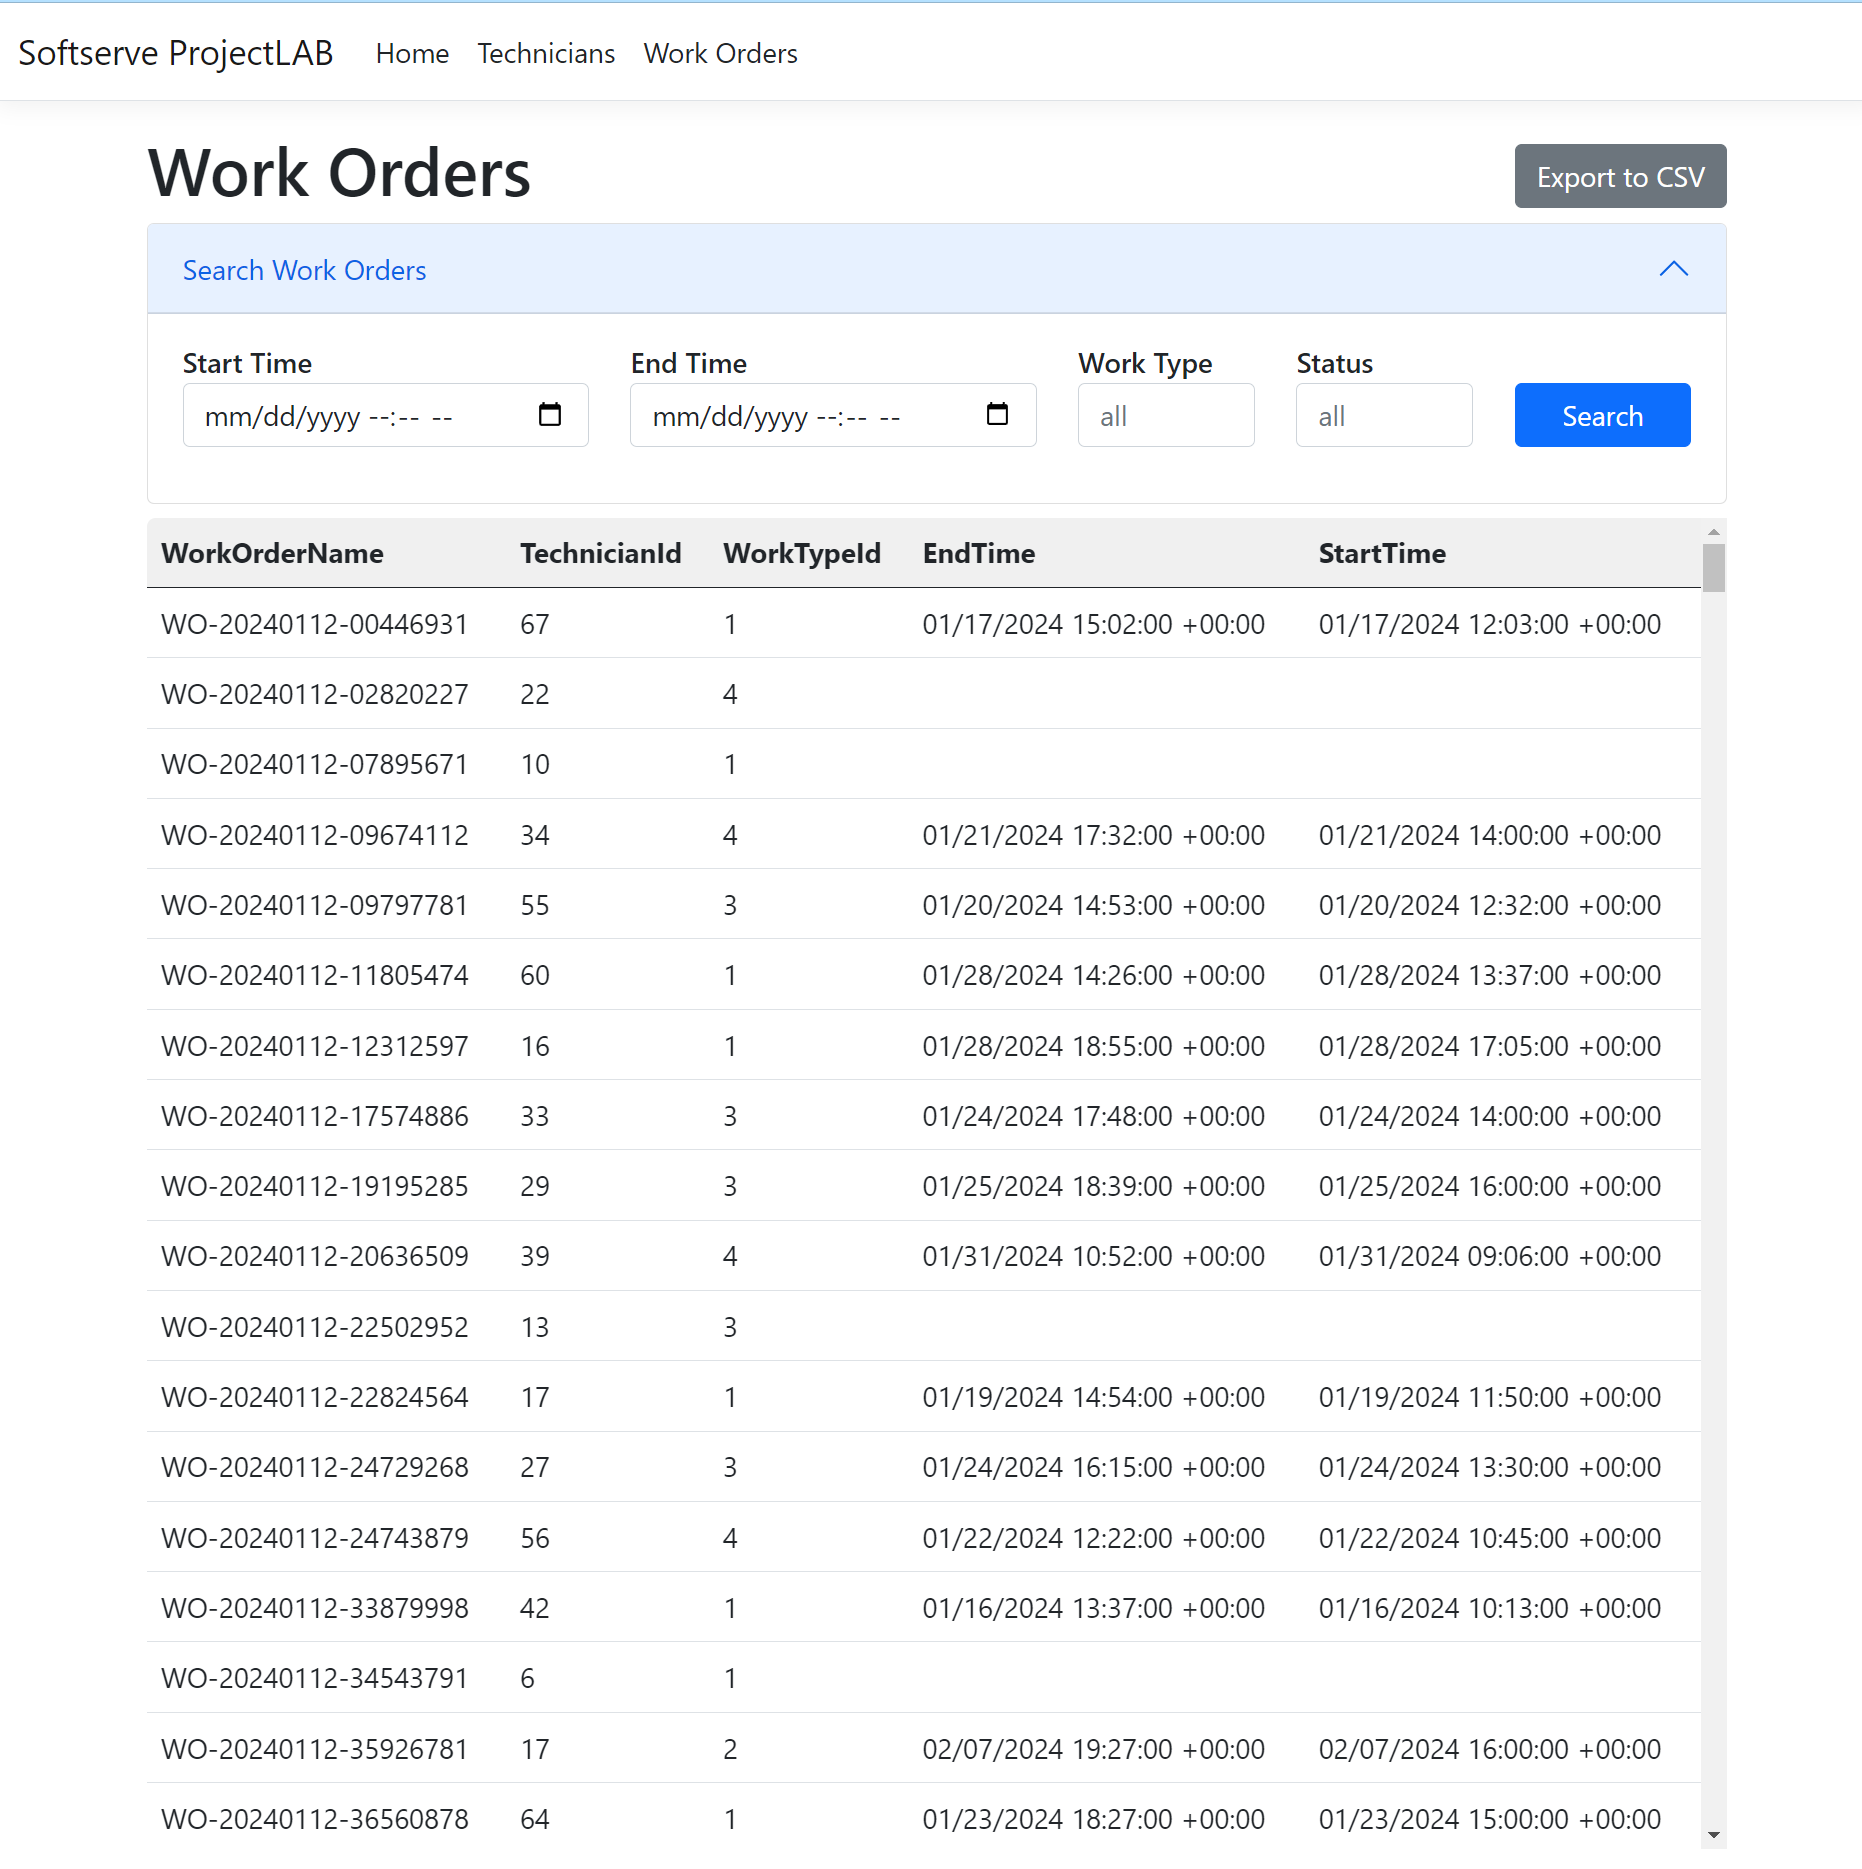 Softserve ProjectLAB Home Technicians Work Orders
Work Orders Export to CSV
Search Work Orders
Start Time End Time Work Type Status
mm/dd/yyyy --:-- -- mm/dd/yyyy --:-- -- all all Search
WorkOrderName TechnicianId WorkTypeId EndTime StartTime
WO-20240112-00446931 67 1 01/17/2024 15:02:00 +00:00 01/17/2024 12:03:00 +00:00
WO-20240112-02820227 22 4
WO-20240112-07895671 10 1
WO-20240112-09674112 34 4 01/21/2024 17:32:00 +00:00 01/21/2024 14:00:00 +00:00
WO-20240112-09797781 55 3 01/20/2024 14:53:00 +00:00 01/20/2024 12:32:00 +00:00
WO-20240112-11805474 60 1 01/28/2024 14:26:00 +00:00 01/28/2024 13:37:00 +00:00
WO-20240112-12312597 16 1 01/28/2024 18:55:00 +00:00 01/28/2024 17:05:00 +00:00
WO-20240112-17574886 33 3 01/24/2024 17:48:00 +00:00 01/24/2024 14:00:00 +00:00
WO-20240112-19195285 29 3 01/25/2024 18:39:00 +00:00 01/25/2024 16:00:00 +00:00
WO-20240112-20636509 39 4 01/31/2024 10:52:00 +00:00 01/31/2024 09:06:00 +00:00
WO-20240112-22502952 13 3
WO-20240112-22824564 17 1 01/19/2024 14:54:00 +00:00 01/19/2024 11:50:00 +00:00
WO-20240112-24729268 27 3 01/24/2024 16:15:00 +00:00 01/24/2024 13:30:00 +00:00
WO-20240112-24743879 56 4 01/22/2024 12:22:00 +00:00 01/22/2024 10:45:00 +00:00
WO-20240112-33879998 42 1 01/16/2024 13:37:00 +00:00 01/16/2024 10:13:00 +00:00
WO-20240112-34543791 6 1
WO-20240112-35926781 17 2 02/07/2024 19:27:00 +00:00 02/07/2024 16:00:00 +00:00
WO-20240112-36560878 64 1 01/23/2024 18:27:00 +00:00 01/23/2024 15:00:00 +00:00